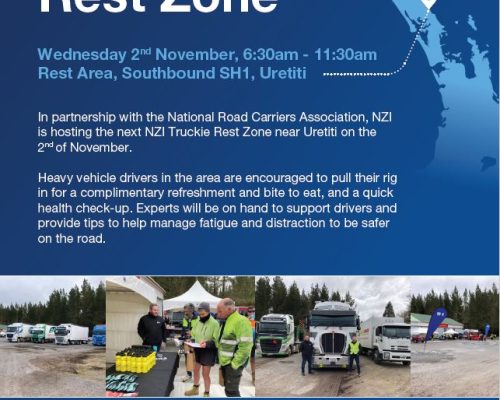 Rest Zone
Wednesday 2nd November, 6:30am - 11:30am
Rest Area, Southbound SH1, Uretiti
In partnership with the National Road Carriers Association, NZI
is hosting the next NZI Truckie Rest Zone near Uretiti on the
2nd of November.
Heavy vehicle drivers in the area are encouraged to pull their rig
in for a complimentary refreshment and bite to eat, and a quick
health check-up. Experts will be on hand to support drivers and
provide tips to help manage fatigue and distraction to be safer
on the road.